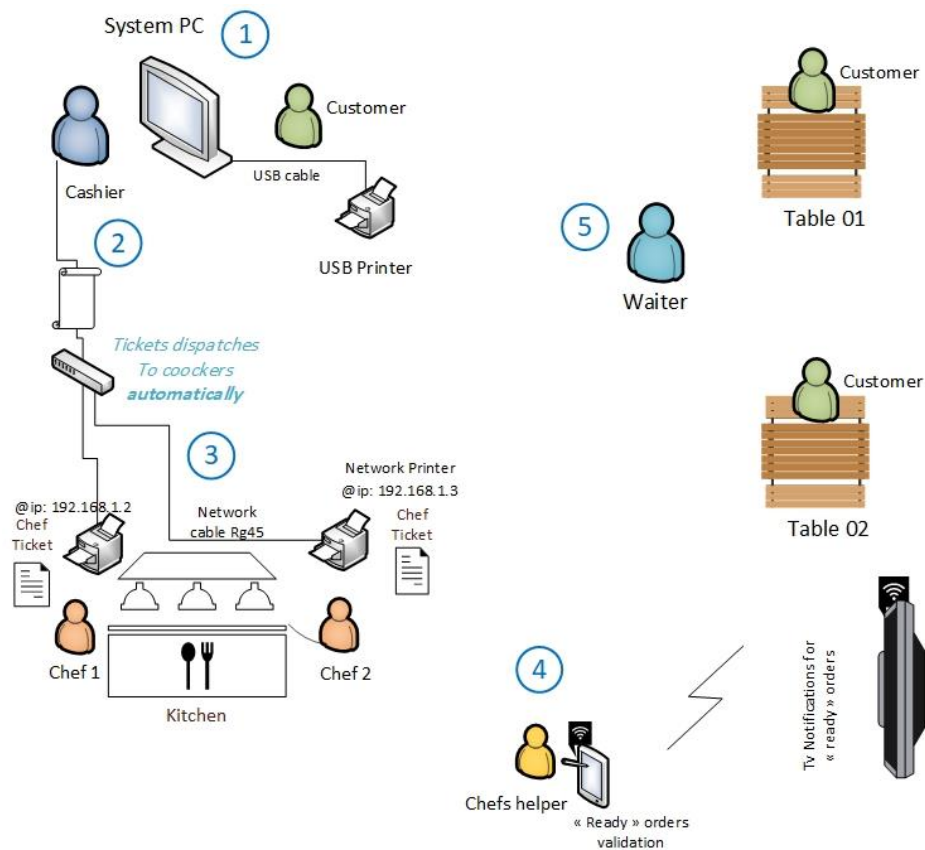 System PC
1
Customer
Cashier
USB cable
USB Printer
2
Tickets dispatches
To coockers
automatically
3
Network Printer
@ip: 192.168.1.3
@ip: 192.168.1.2
Chef
Ticket
Network
cable Rg45
Chef
Ticket
Chef 1
Chef 2
Kitchen
Customer
Table 01
5
Waiter
Customer
Table 02
4
Chefs helper
« Ready » orders
validation
Tv Notifications for
« ready » orders